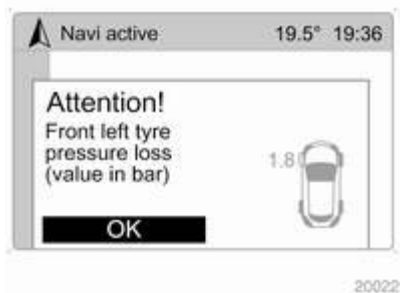 Navi active 19.5° 19:36
Attention!
Front left tyre
pressure loss
(value in bar)
1.8
OK
20022